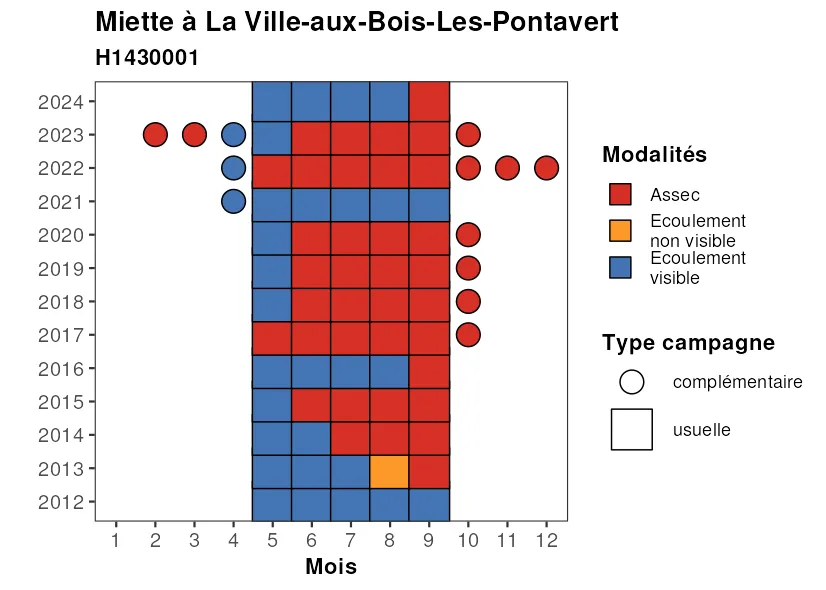 Miette à La Ville-aux-Bois-Les-Pontavert
H1430001
2024
2023
2022
2021
2020
2019
2018
2017
2016
2015
2014
2013
2012
1 2 3 4 5 6 7 8 9 10 11 12
Mois
Modalités
Assec
Ecoulement
non visible
Ecoulement
visible
Type campagne
complémentaire
usuelle